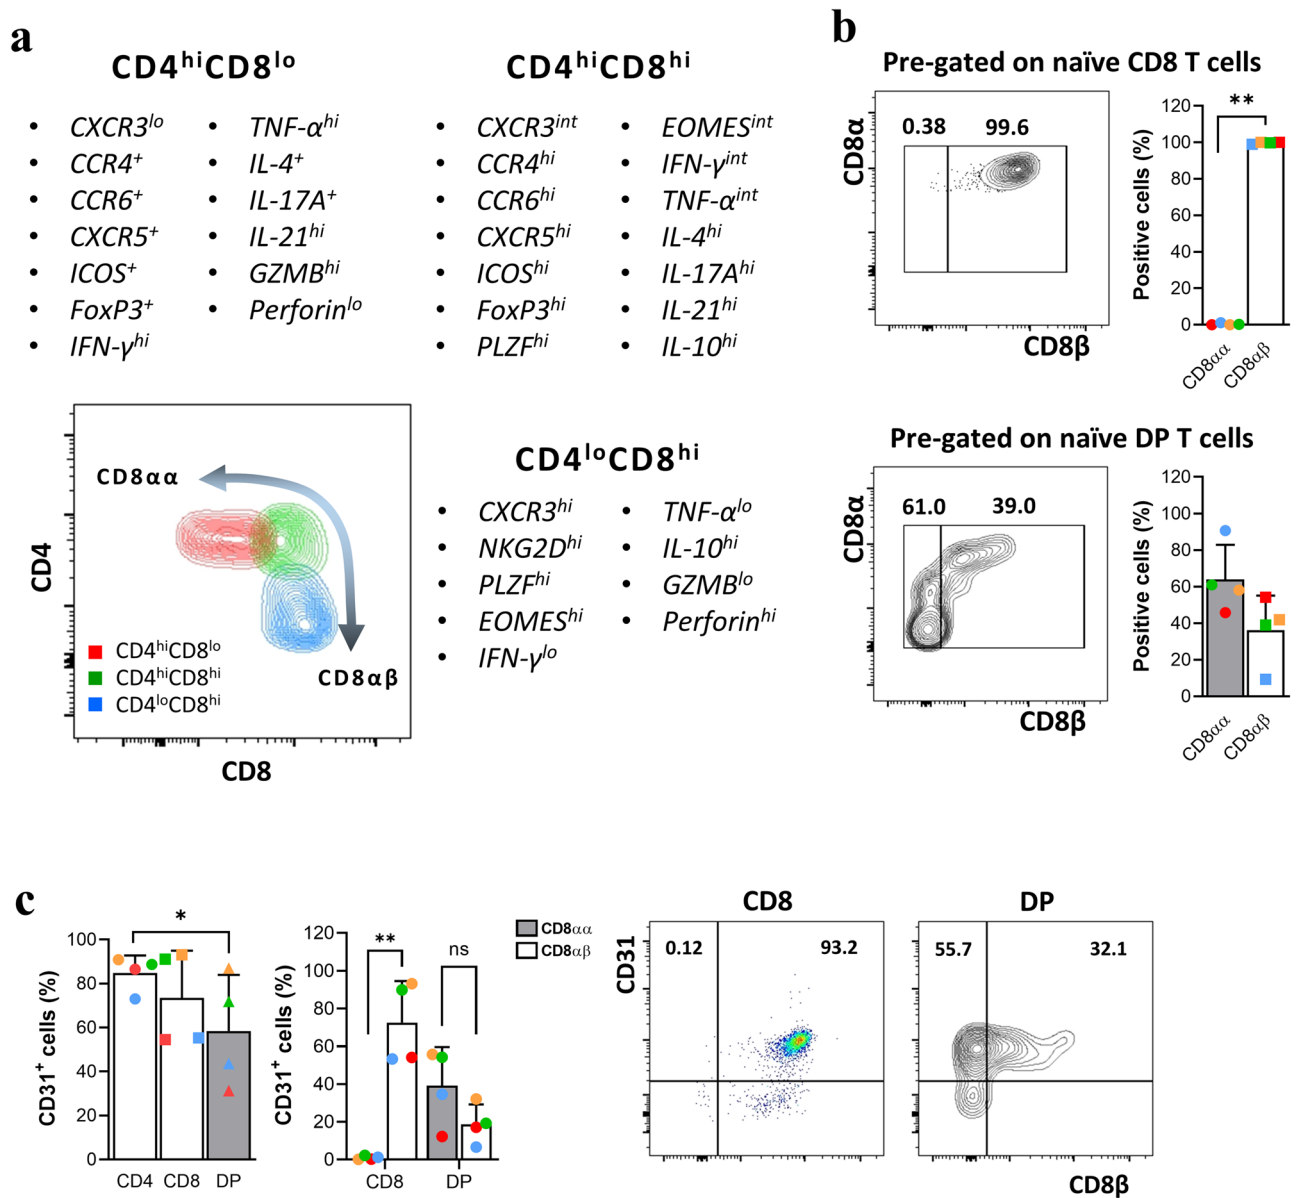 a
CD4hiCD8lo
• CXCR3lo
• CCR4+
• CCR6+
• CXCR5+
• ICOS+
• FoxP3+
• IFN-γhi
• TNF-αhi
• IL-4+
• IL-17A+
• IL-21hi
• GZMBhi
• Perforinlo
CD4hiCD8hi
• CXCR3int
• CCR4hi
• CCR6hi
• CXCR5hi
• ICOShi
• FoxP3hi
• PLZFhi
• EOMESint
• IFN-γint
• TNF-αint
• IL-4hi
• IL-17Ahi
• IL-21hi
• IL-10hi
CD4
CD8αα
CD8αβ
CD4hiCD8lo
CD4hiCD8hi
CD4loCD8hi
CD8
CD4loCD8hi
• CXCR3hi
• NKG2Dhi
• PLZFhi
• EOMEShi
• IFN-γlo
• TNF-αlo
• IL-10hi
• GZMBlo
• Perforinhi
b
Pre-gated on naïve CD8 T cells
CD8α
0.38 99.6
CD8β
Positive cells (%)
**
120
100
80
60
40
20
0
CD8αα
CD8αβ
Pre-gated on naïve DP T cells
CD8α
61.0 39.0
CD8β
Positive cells (%)
120
100
80
60
40
20
0
CD8αα
CD8αβ
c
CD31+ cells (%)
*
100
80
60
40
20
0
CD4 CD8 DP
CD31+ cells (%)
120
100
80
60
40
20
0
**
ns
CD8 DP
CD8αα
CD8αβ
CD8
CD31
0.12 93.2
DP
55.7 32.1
CD8β